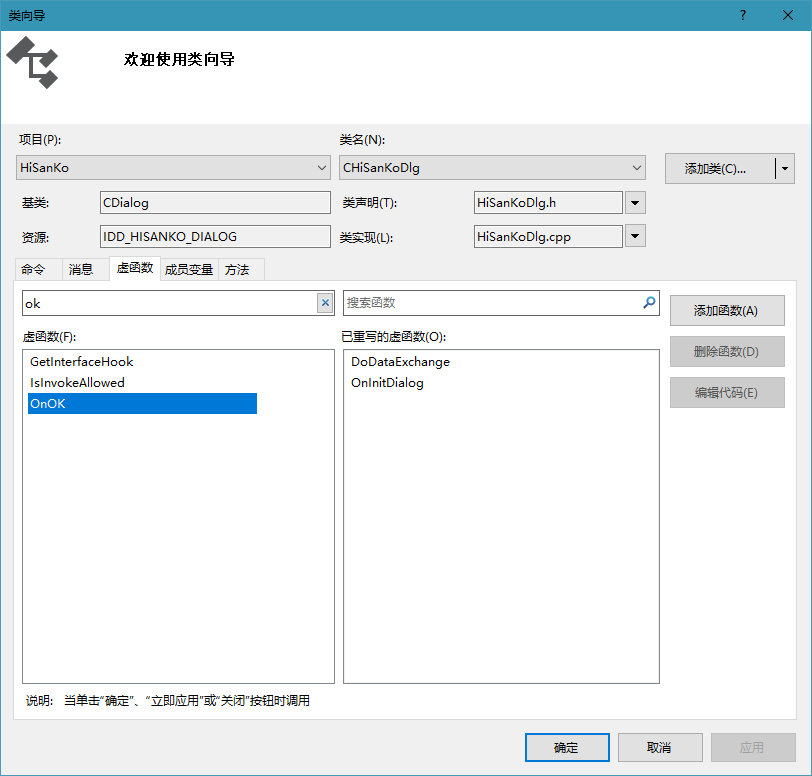 类向导
?
欢迎使用类向导
项目(P):
类名(N):
HiSanKo
CHiSanKoDlg
添加类(C)...
基类:
CDialog
类声明(T):
HiSanKoDlg.h
资源:
IDD_HISANKO_DIALOG
类实现(L):
HiSanKoDlg.cpp
命令 消息 虚函数 成员变量 方法
ok
搜索函数
添加函数(A)
虚函数(F):
已重写的虚函数(O):
删除函数(D)
GetInterfaceHook
DoDataExchange
IsInvokeAllowed
OnInitDialog
编辑代码(E)
OnOK
说明: 当单击“确定”、“立即应用”或“关闭”按钮时调用
确定
取消
应用